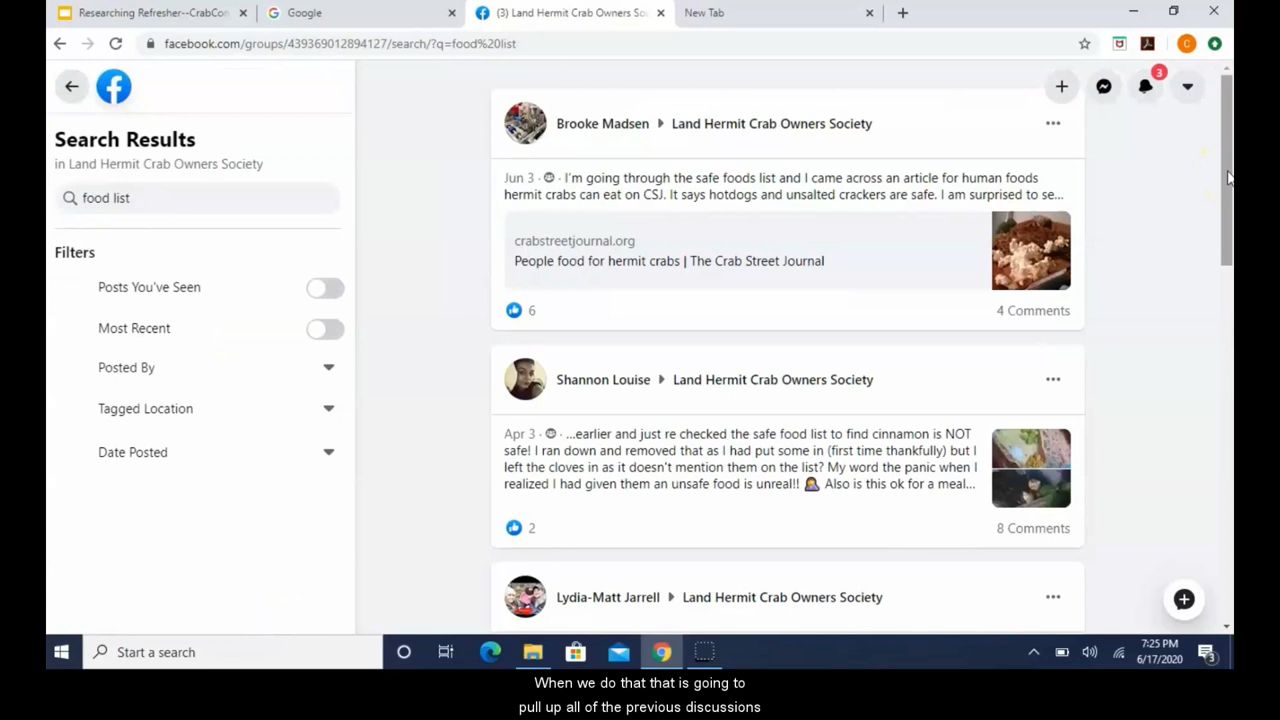 Researching Refresher--CrabCon
Google
(3) Land Hermit Crab Owners So
New Tab
facebook.com/groups/439369012894127/search/?q=food%20list
C
3
Search Results
in Land Hermit Crab Owners Society
food list
Filters
Posts You've Seen
Most Recent
Posted By
Tagged Location
Date Posted
Brooke Madsen Land Hermit Crab Owners Society
Jun 3 · · I'm going through the safe foods list and I came across an article for human foods
hermit crabs can eat on CSJ. It says hotdogs and unsalted crackers are safe. I am surprised to se...
crabstreetjournal.org
People food for hermit crabs | The Crab Street Journal
6
4 Comments
Shannon Louise Land Hermit Crab Owners Society
Apr 3 · · ...earlier and just re checked the safe food list to find cinnamon is NOT
safe! I ran down and removed that as I had put some in (first time thankfully) but I
left the cloves in as it doesn't mention them on the list? My word the panic when I
realized I had given them an unsafe food is unreal!! 🤦 Also is this ok for a meal...
2
8 Comments
Lydia-Matt Jarrell Land Hermit Crab Owners Society
Start a search
7:25 PM
6/17/2020
3
When we do that that is going to
pull up all of the previous discussions